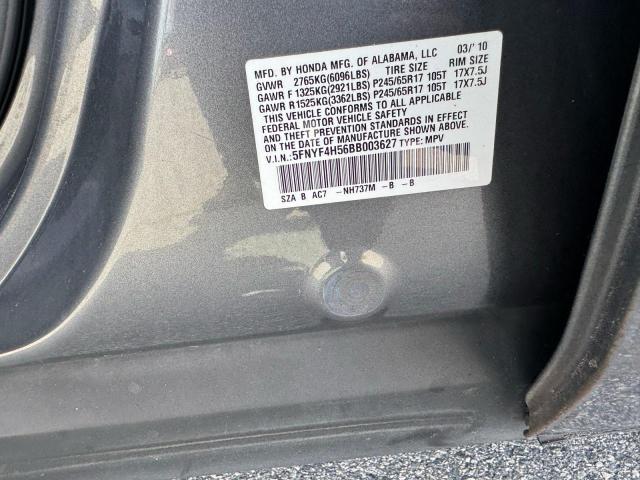 MFD. BY HONDA MFG. OF ALABAMA, LLC 03/'10
GVWR 2765KG(6096LBS) TIRE SIZE RIM SIZE
GAWR F 1325KG(2921LBS) P245/65R17 105T 17X7.5J
GAWR R 1525KG(3362LBS) P245/65R17 105T 17X7.5J
THIS VEHICLE CONFORMS TO ALL APPLICABLE
FEDERAL MOTOR VEHICLE SAFETY AND
THEFT PREVENTION STANDARDS IN EFFECT
ON THE DATE OF MANUFACTURE SHOWN ABOVE.
V.I.N.: 5FNYF4H56BB003627 TYPE: MPV
SZA B AC7 -NH737M -B -B